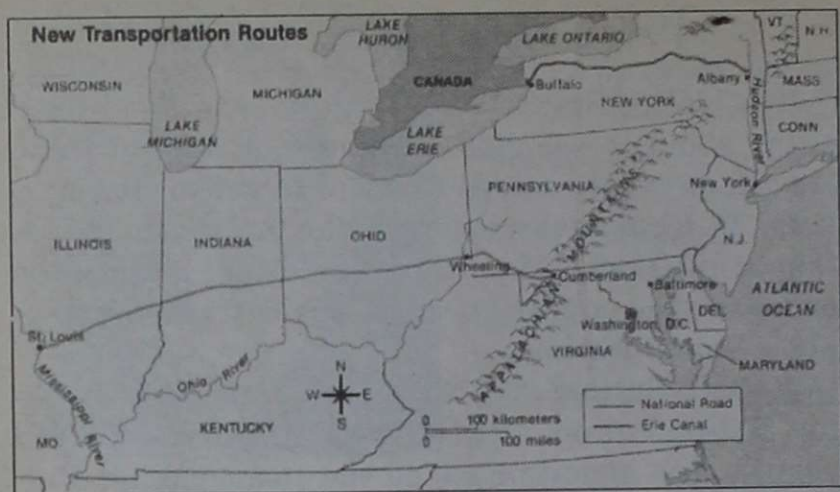 New Transportation Routes
LAKE
HURON
LAKE ONTARIO
VT.
N.H.
WISCONSIN
MICHIGAN
CANADA
Buffalo
Albany
MASS
NEW YORK
Hudson River
LAKE
MICHIGAN
LAKE
ERIE
CONN
PENNSYLVANIA
New York
ILLINOIS
INDIANA
OHIO
N.J.
APPALACHIAN MOUNTAINS
Wheeling
Cumberland
Baltimore
ATLANTIC
OCEAN
DEL.
Washington, D.C.
St. Louis
VIRGINIA
MARYLAND
Ohio River
N
W E
S
Mississippi River
KENTUCKY
MO.
0 100 kilometers
0 100 miles
National Road
Erie Canal